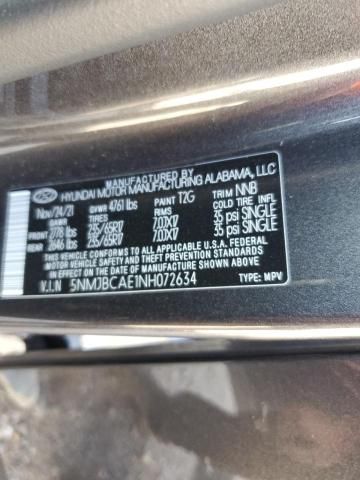 MANUFACTURED BY
HYUNDAI MOTOR MANUFACTURING ALABAMA, LLC
Nov/24/21 GVWR 4761 lbs PAINT T2G TRIM NNB
GAWR TIRES RIMS COLD TIRE INFL
FRONT 2778 lbs 235/65R17 7.0JX17 35 psi SINGLE
REAR 2646 lbs 235/65R17 7.0JX17 35 psi SINGLE
THIS VEHICLE CONFORMS TO ALL APPLICABLE U.S.A. FEDERAL
MOTOR VEHICLE SAFETY AND THEFT PREVENTION STANDARDS
IN EFFECT ON THE DATE OF MANUFACTURE SHOWN ABOVE.
V.I.N 5NMJBCAE1NH072634 TYPE: MPV